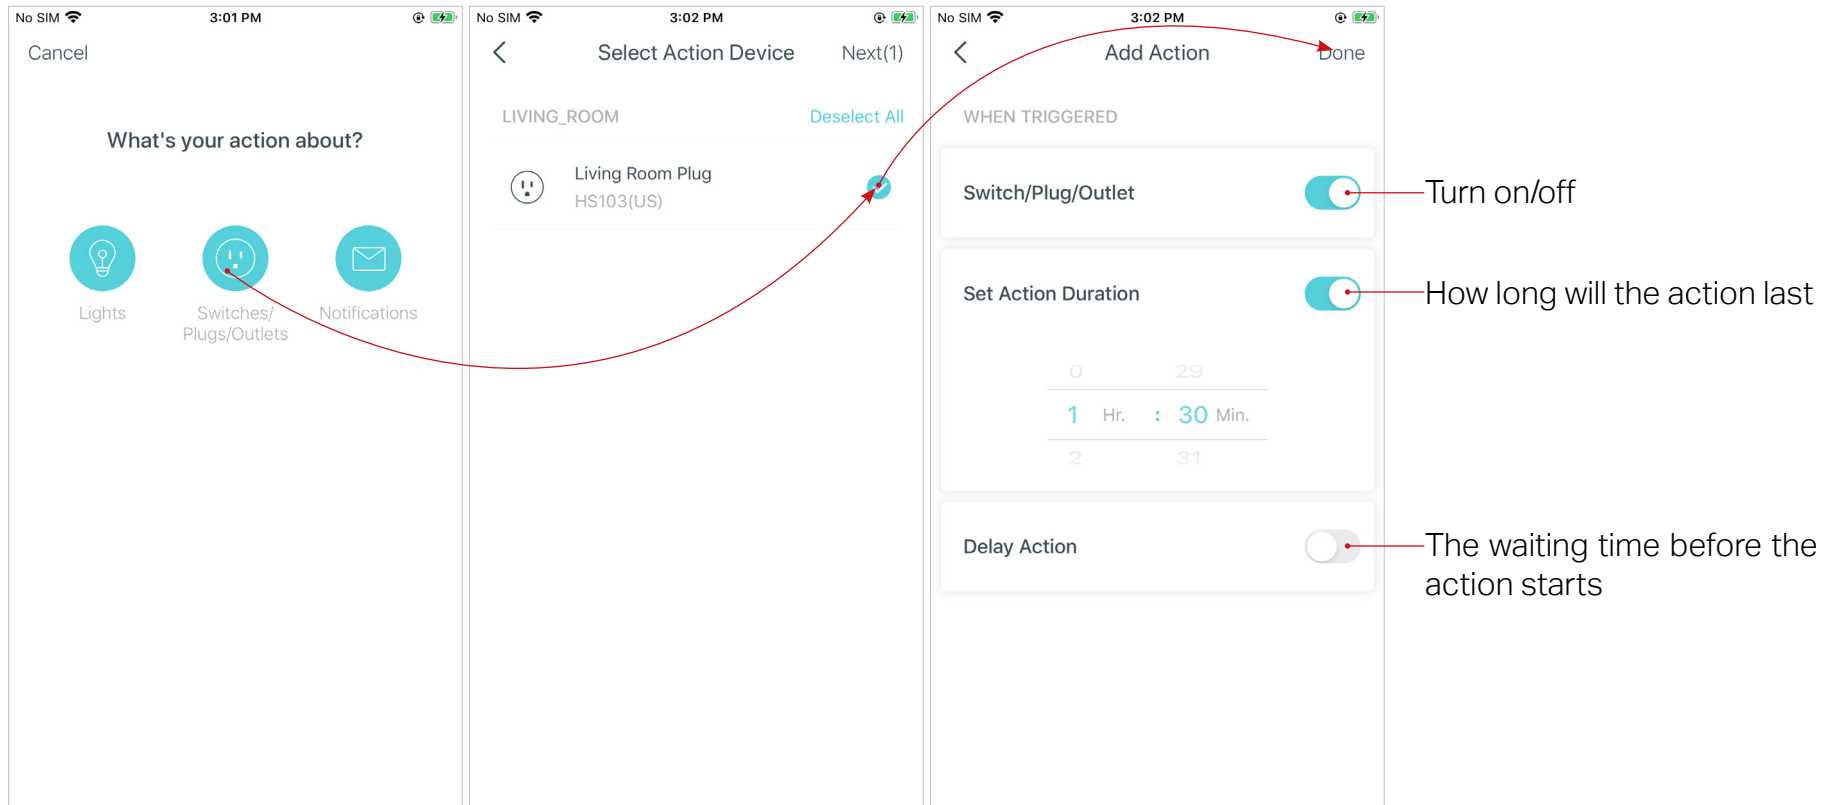 No SIM 3:01 PM
Cancel
What's your action about?
Lights
Switches/
Plugs/Outlets
Notifications
No SIM 3:02 PM
Select Action Device Next(1)
LIVING_ROOM Deselect All
Living Room Plug
HS103(US)
No SIM 3:02 PM
Add Action Done
WHEN TRIGGERED
Switch/Plug/Outlet
Turn on/off
Set Action Duration
How long will the action last
0 29
1 Hr. : 30 Min.
2 31
Delay Action
The waiting time before the
action starts